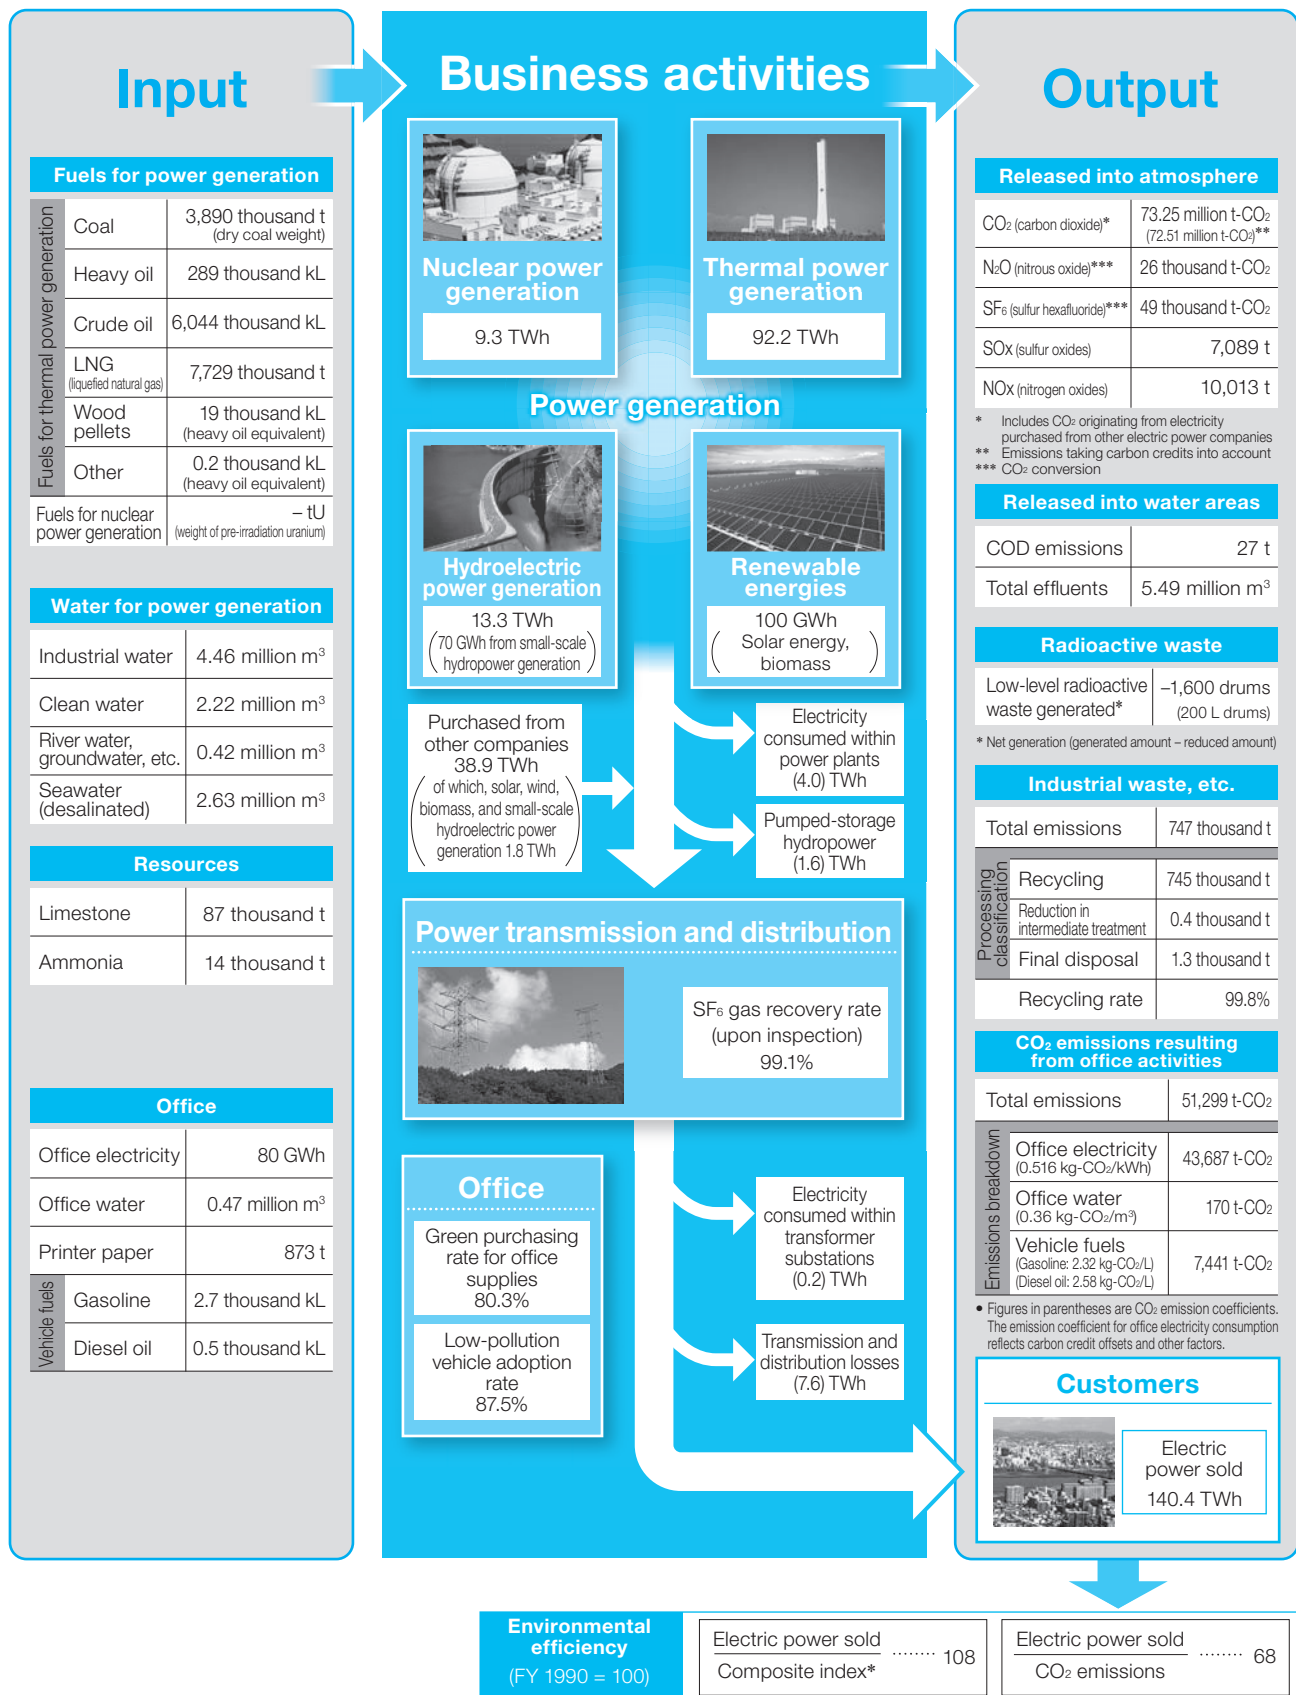 Input
Business activities
Output
Fuels for power generation
Fuels for thermal power generation
Coal
3,890 thousand t
(dry coal weight)
Heavy oil
289 thousand kL
Crude oil
6,044 thousand kL
LNG
(liquefied natural gas)
7,729 thousand t
Wood
pellets
19 thousand kL
(heavy oil equivalent)
Other
0.2 thousand kL
(heavy oil equivalent)
Fuels for nuclear
power generation
– tU
(weight of pre-irradiation uranium)
Water for power generation
Industrial water
4.46 million m³
Clean water
2.22 million m³
River water,
groundwater, etc.
0.42 million m³
Seawater
(desalinated)
2.63 million m³
Resources
Limestone
87 thousand t
Ammonia
14 thousand t
Office
Office electricity
80 GWh
Office water
0.47 million m³
Printer paper
873 t
Vehicle fuels
Gasoline
2.7 thousand kL
Diesel oil
0.5 thousand kL
Nuclear power
generation
9.3 TWh
Thermal power
generation
92.2 TWh
Power generation
Hydroelectric
power generation
13.3 TWh
(70 GWh from small-scale
hydropower generation)
Renewable
energies
100 GWh
(Solar energy,
biomass)
Purchased from
other companies
38.9 TWh
(of which, solar, wind,
biomass, and small-scale
hydroelectric power
generation 1.8 TWh)
Electricity
consumed within
power plants
(4.0) TWh
Pumped-storage
hydropower
(1.6) TWh
Power transmission and distribution
SF₆ gas recovery rate
(upon inspection)
99.1%
Office
Green purchasing
rate for office
supplies
80.3%
Low-pollution
vehicle adoption
rate
87.5%
Electricity
consumed within
transformer
substations
(0.2) TWh
Transmission and
distribution losses
(7.6) TWh
Released into atmosphere
CO₂ (carbon dioxide)*
73.25 million t-CO₂
(72.51 million t-CO₂)**
N₂O (nitrous oxide)***
26 thousand t-CO₂
SF₆ (sulfur hexafluoride)***
49 thousand t-CO₂
SOx (sulfur oxides)
7,089 t
NOx (nitrogen oxides)
10,013 t
* Includes CO₂ originating from electricity
purchased from other electric power companies
** Emissions taking carbon credits into account
*** CO₂ conversion
Released into water areas
COD emissions
27 t
Total effluents
5.49 million m³
Radioactive waste
Low-level radioactive
waste generated*
–1,600 drums
(200 L drums)
* Net generation (generated amount – reduced amount)
Industrial waste, etc.
Total emissions
747 thousand t
Processing
classification
Recycling
745 thousand t
Reduction in
intermediate treatment
0.4 thousand t
Final disposal
1.3 thousand t
Recycling rate
99.8%
CO₂ emissions resulting
from office activities
Total emissions
51,299 t-CO₂
Emissions breakdown
Office electricity
(0.516 kg-CO₂/kWh)
43,687 t-CO₂
Office water
(0.36 kg-CO₂/m³)
170 t-CO₂
Vehicle fuels
(Gasoline: 2.32 kg-CO₂/L)
(Diesel oil: 2.58 kg-CO₂/L)
7,441 t-CO₂
● Figures in parentheses are CO₂ emission coefficients.
The emission coefficient for office electricity consumption
reflects carbon credit offsets and other factors.
Customers
Electric
power sold
140.4 TWh
Environmental
efficiency
(FY 1990 = 100)
Electric power sold
Composite index*
........ 108
Electric power sold
CO₂ emissions
........ 68